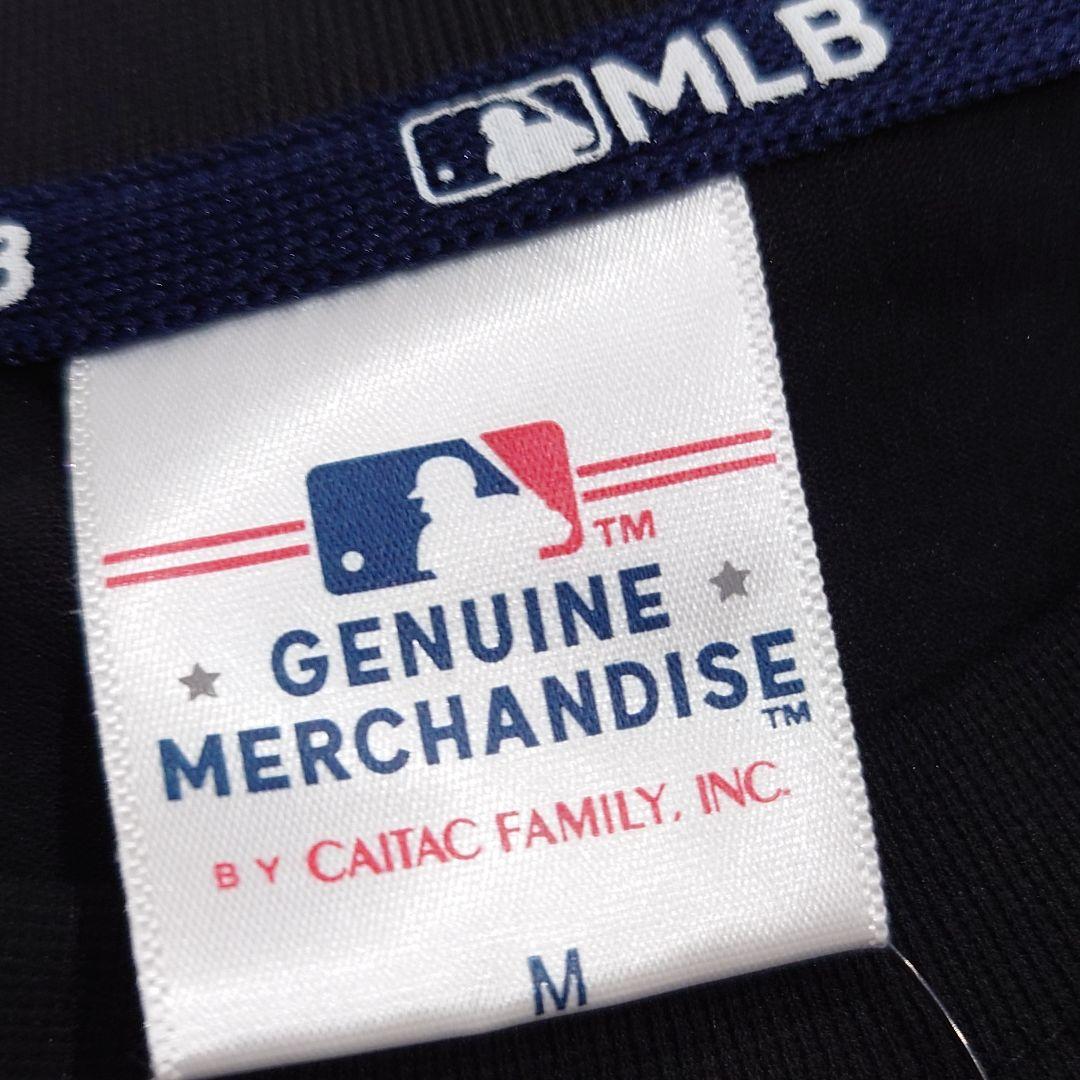 MLB
B
TM
GENUINE
MERCHANDISE
TM
BY CAITAC FAMILY, INC.
M